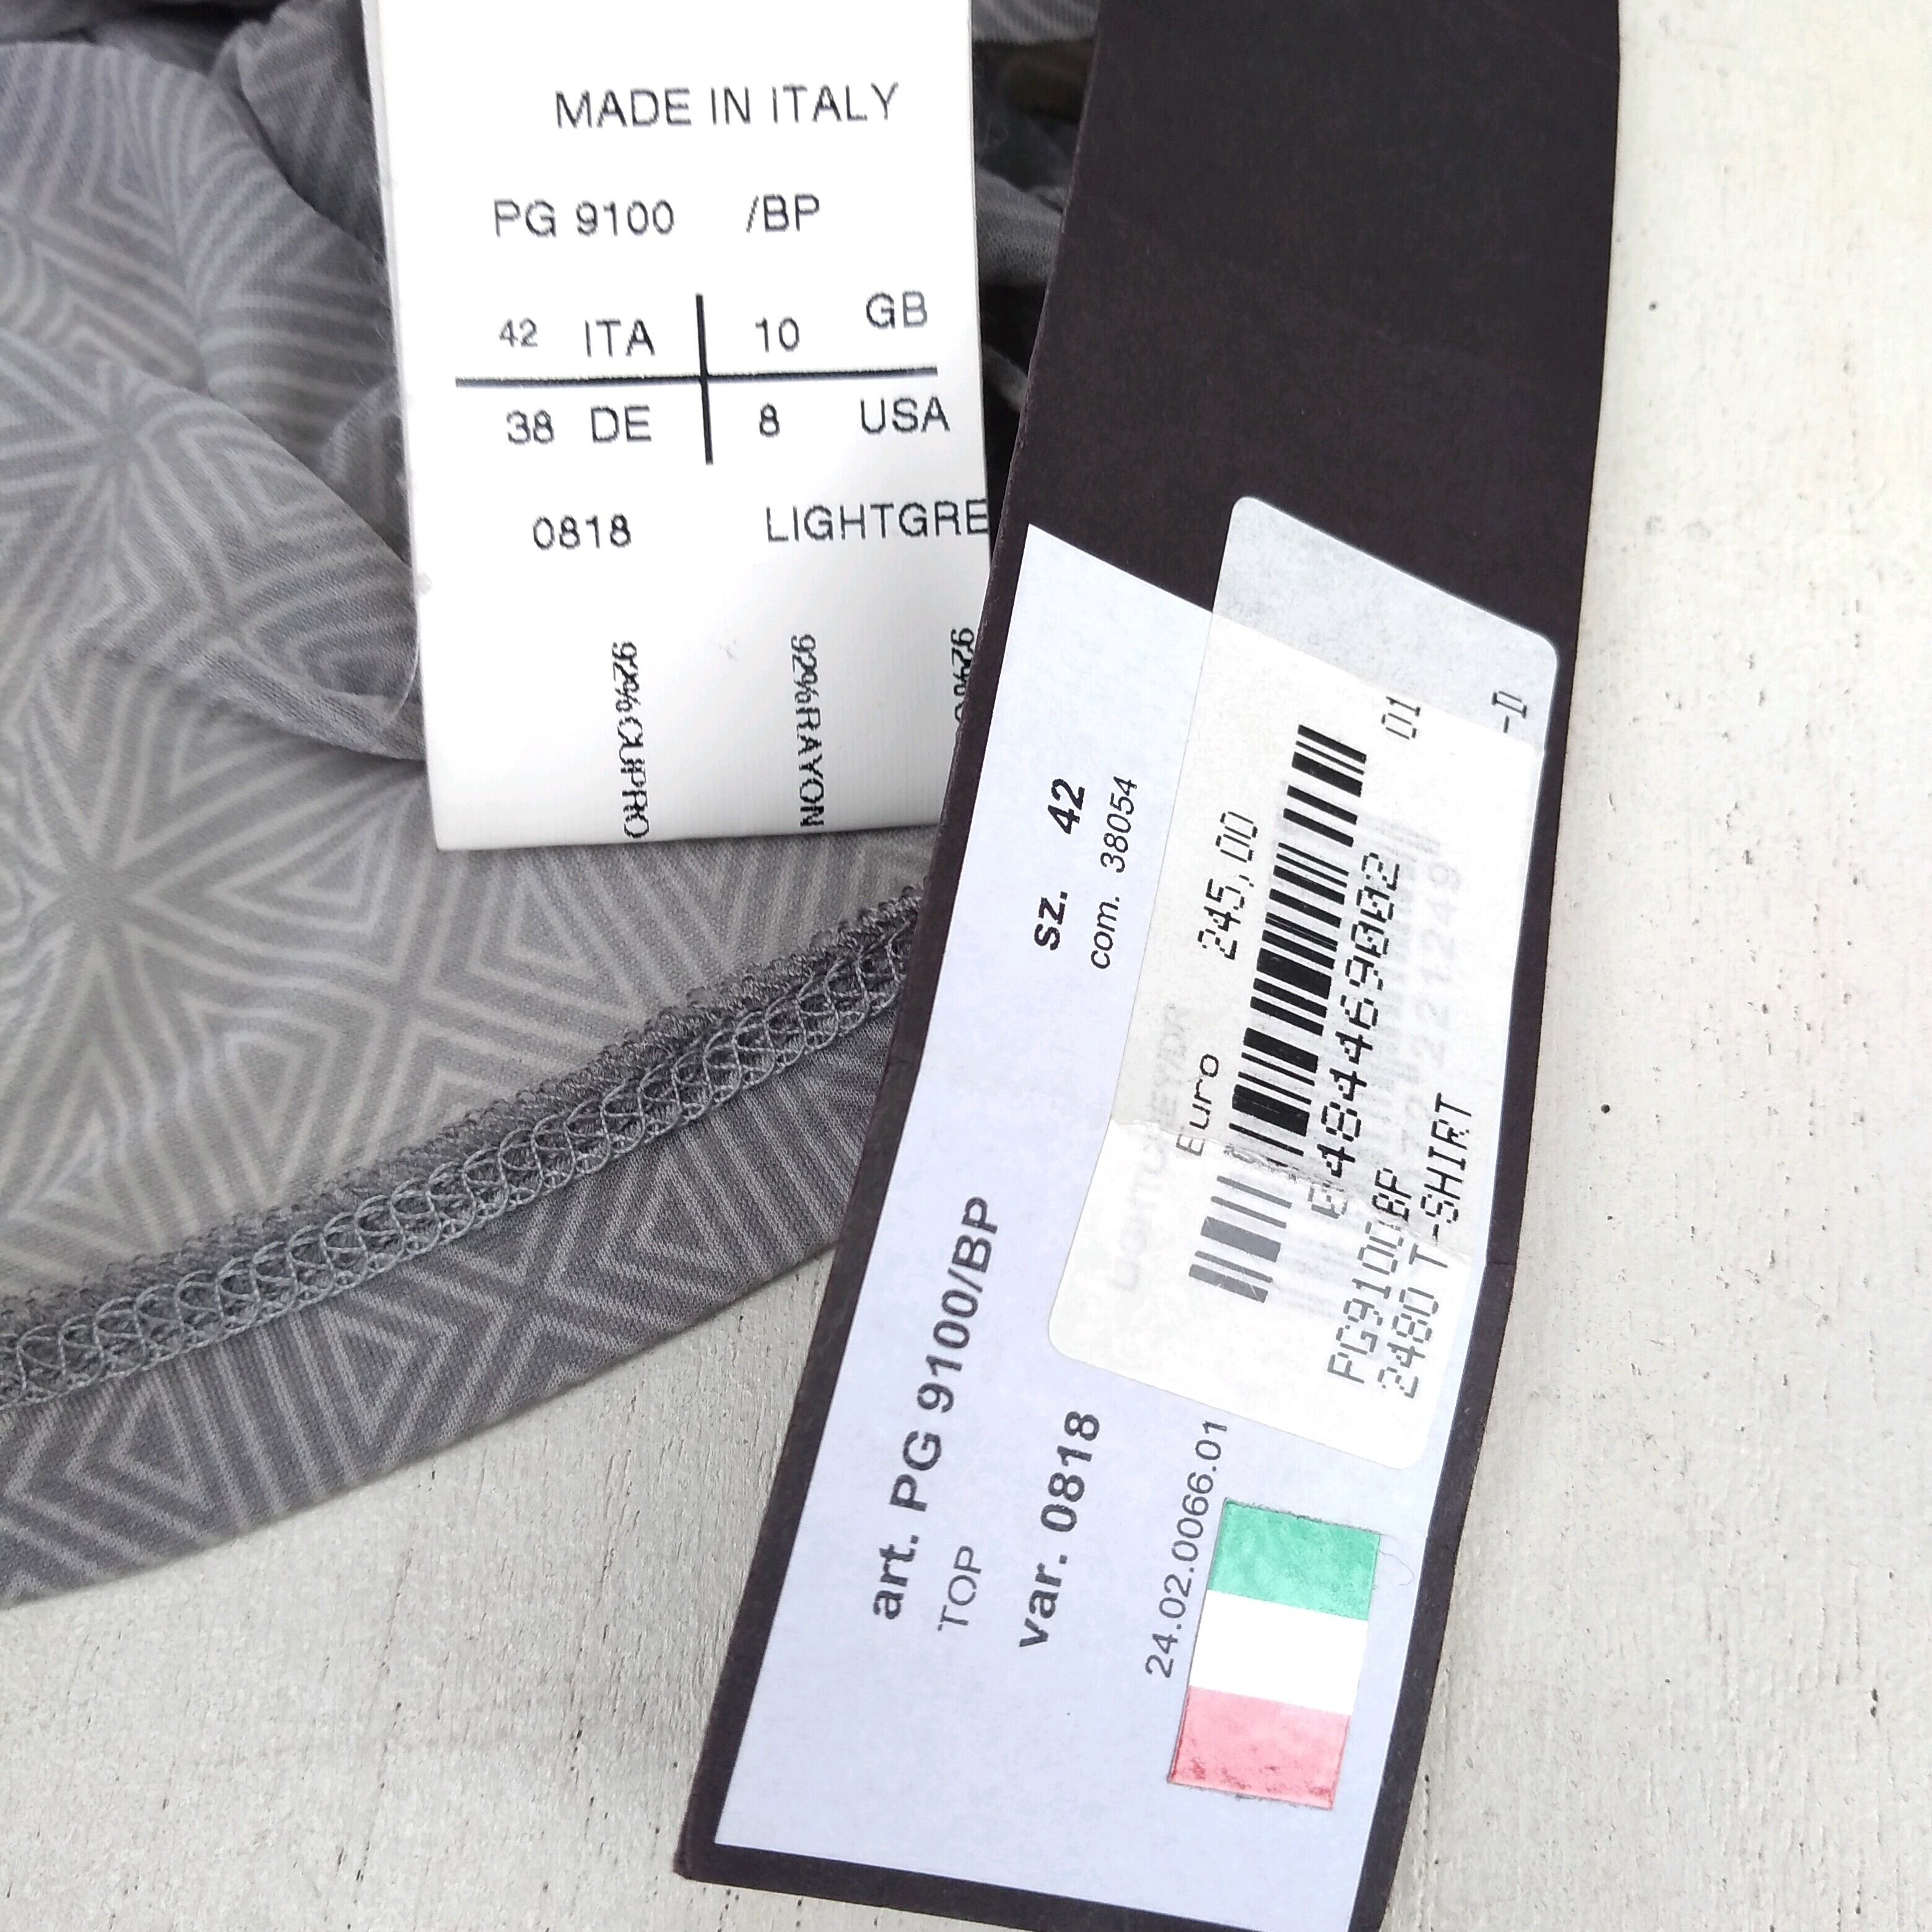 MADE IN ITALY
PG 9100 /BP
42 ITA 10 GB
38 DE 8 USA
0818 LIGHTGRE
92%CUPRO
92%RAYON
art. PG 9100/BP
TOP
sz. 42
var. 0818
com. 38054
24.02.0066.01
Euro 245,00
01
PG9100BP
2480 T-SHIRT
-D